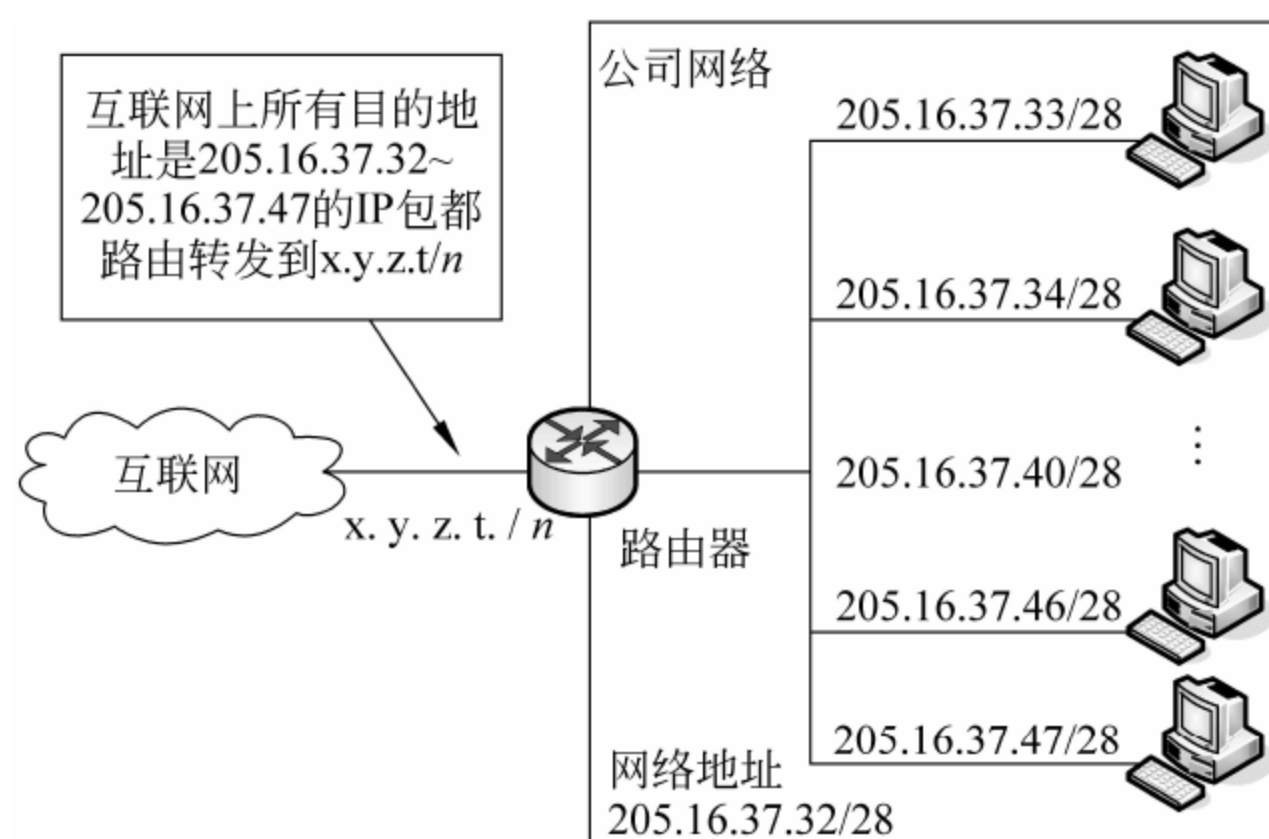 互联网上所有目的地
址是205.16.37.32~
205.16.37.47的IP包都
路由转发到x.y.z.t/n
互联网
x. y. z. t. / n
路由器
公司网络
205.16.37.33/28
205.16.37.34/28
205.16.37.40/28
⋮
205.16.37.46/28
205.16.37.47/28
网络地址
205.16.37.32/28